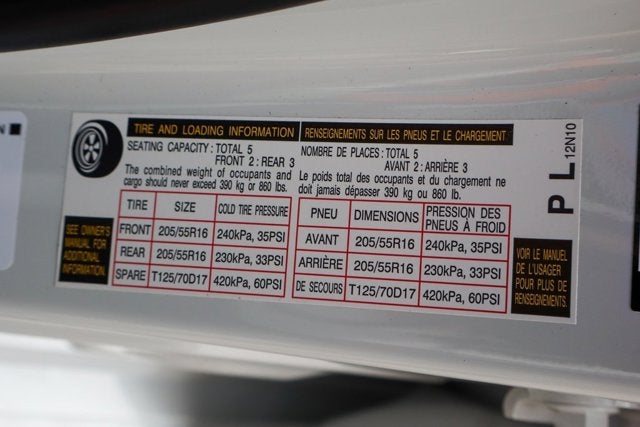 TIRE AND LOADING INFORMATION
SEATING CAPACITY : TOTAL 5
FRONT 2 : REAR 3
The combined weight of occupants and
cargo should never exceed 390 kg or 860 lbs.
SEE OWNER'S
MANUAL FOR
ADDITIONAL
INFORMATION.
TIRE SIZE COLD TIRE PRESSURE
FRONT 205/55R16 240kPa, 35PSI
REAR 205/55R16 230kPa, 33PSI
SPARE T125/70D17 420kPa, 60PSI
RENSEIGNEMENTS SUR LES PNEUS ET LE CHARGEMENT
NOMBRE DE PLACES : TOTAL 5
AVANT 2 : ARRIÈRE 3
Le poids total des occupants et du chargement ne
doit jamais dépasser 390 kg ou 860 lb.
PNEU DIMENSIONS PRESSION DES
PNEUS À FROID
AVANT 205/55R16 240kPa, 35PSI
ARRIÈRE 205/55R16 230kPa, 33PSI
DE SECOURS T125/70D17 420kPa, 60PSI
VOIR LE MANUEL
DE L'USAGER
POUR PLUS DE
RENSEIGNEMENTS.
P L 12N10
N